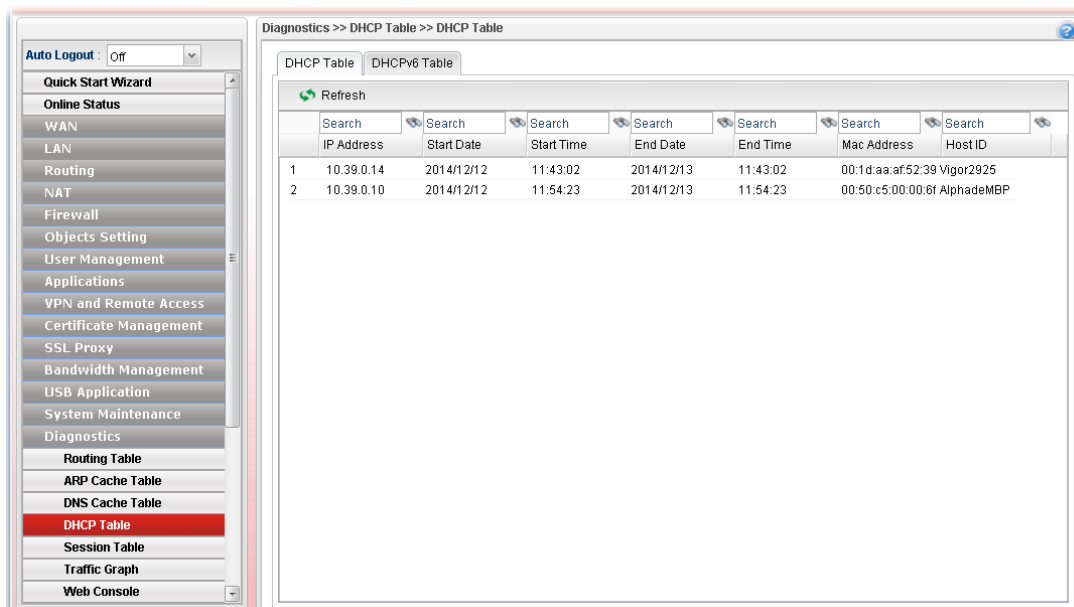 Diagnostics >> DHCP Table >> DHCP Table
Auto Logout : Off
Quick Start Wizard
Online Status
WAN
LAN
Routing
NAT
Firewall
Objects Setting
User Management
Applications
VPN and Remote Access
Certificate Management
SSL Proxy
Bandwidth Management
USB Application
System Maintenance
Diagnostics
Routing Table
ARP Cache Table
DNS Cache Table
DHCP Table
Session Table
Traffic Graph
Web Console
DHCP Table DHCPv6 Table
Refresh
Search Search Search Search Search Search Search
IP Address Start Date Start Time End Date End Time Mac Address Host ID
1 10.39.0.14 2014/12/12 11:43:02 2014/12/13 11:43:02 00:1d:aa:af:52:39 Vigor2925
2 10.39.0.10 2014/12/12 11:54:23 2014/12/13 11:54:23 00:50:c5:00:00:6f AlphadeMBP